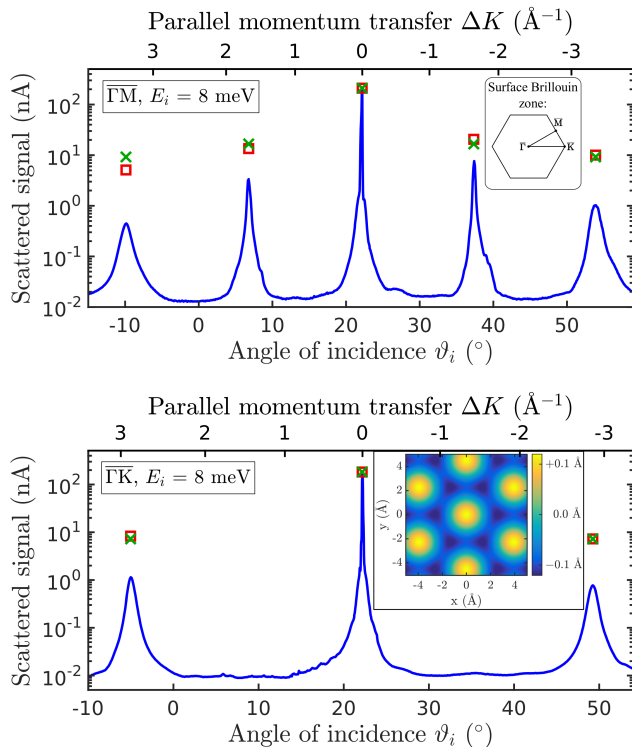 Parallel momentum transfer ΔK (Å⁻¹)
3 2 1 0 -1 -2 -3
Scattered signal (nA)
10²
10¹
10⁰
10⁻¹
10⁻²
Γ̅M̅, Eᵢ = 8 meV
Surface Brillouin
zone:
M
Γ
K
-10 0 10 20 30 40 50
Angle of incidence ϑᵢ (°)
Parallel momentum transfer ΔK (Å⁻¹)
3 2 1 0 -1 -2 -3
Scattered signal (nA)
10²
10¹
10⁰
10⁻¹
10⁻²
Γ̅K̅, Eᵢ = 8 meV
y (Å)
4
2
0
-2
-4
-4 -2 0 2 4
x (Å)
+0.1 Å
0.0 Å
−0.1 Å
-10 0 10 20 30 40 50
Angle of incidence ϑᵢ (°)